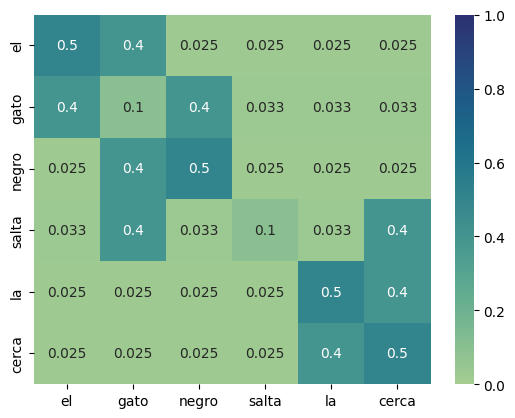 1.0
el 0.5 0.4 0.025 0.025 0.025 0.025
0.8
gato 0.4 0.1 0.4 0.033 0.033 0.033
0.6
negro 0.025 0.4 0.5 0.025 0.025 0.025
salta 0.033 0.4 0.033 0.1 0.033 0.4
0.4
la 0.025 0.025 0.025 0.025 0.5 0.4
0.2
cerca 0.025 0.025 0.025 0.025 0.4 0.5
0.0
el gato negro salta la cerca